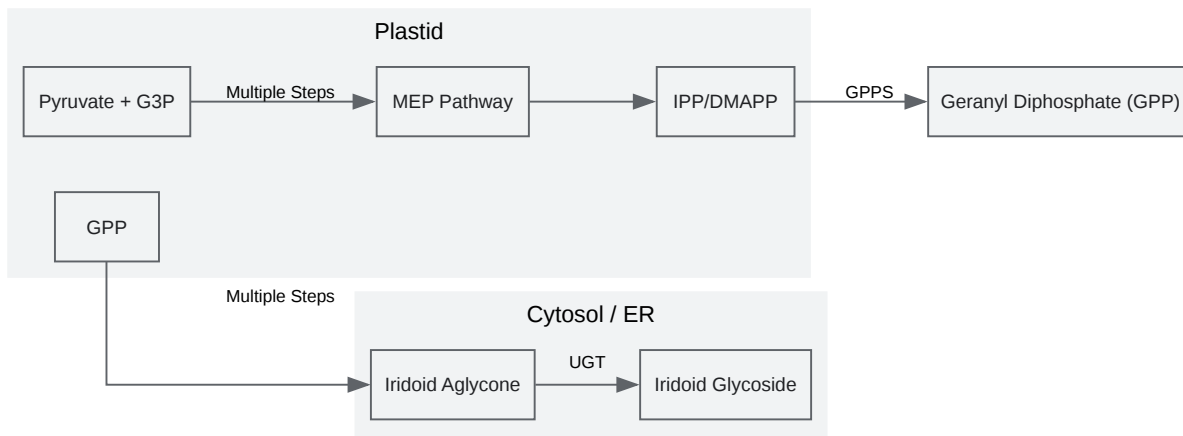 Plastid
Pyruvate + G3P
Multiple Steps
MEP Pathway
IPP/DMAPP
GPPS
Geranyl Diphosphate (GPP)
GPP
Multiple Steps
Cytosol / ER
Iridoid Aglycone
UGT
Iridoid Glycoside